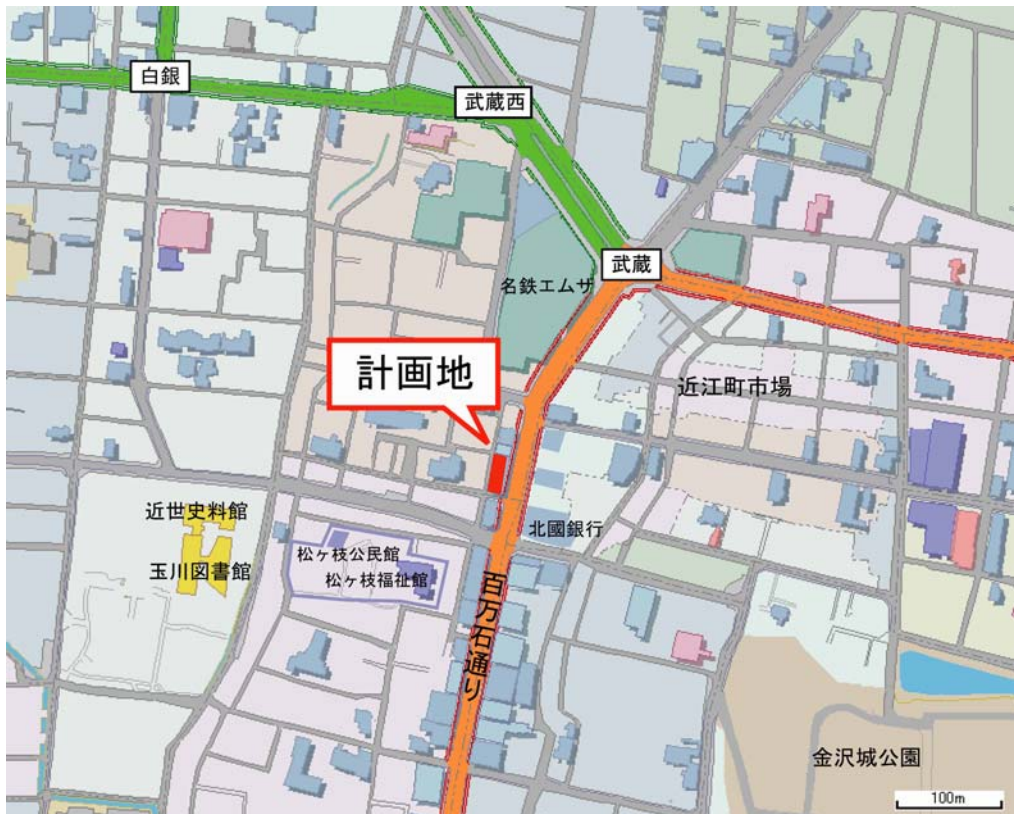 白銀
武蔵西
武蔵
名鉄エムザ
計画地
近江町市場
近世史料館
玉川図書館
松ヶ枝公民館
松ヶ枝福祉館
北國銀行
百万石通り
金沢城公園
100m